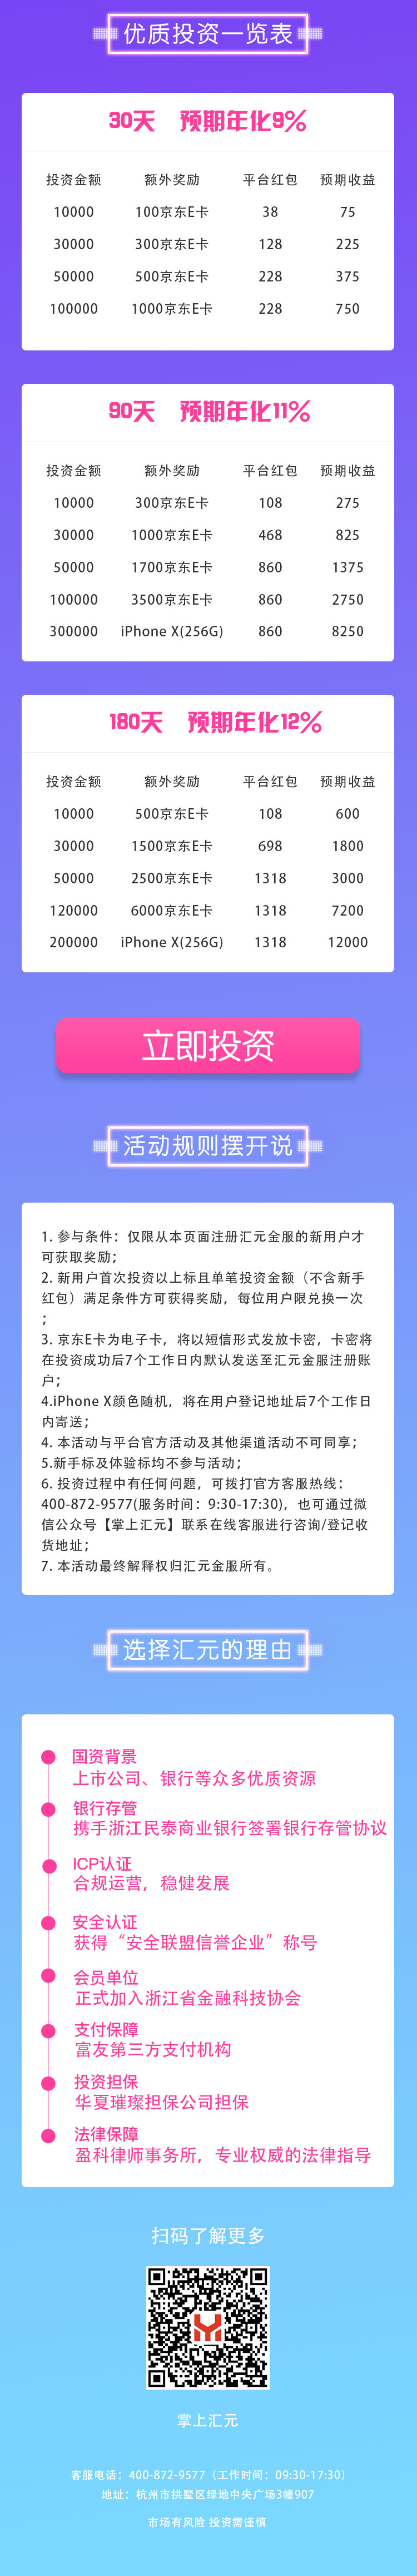 优质投资一览表
30天 预期年化9%
投资金额 额外奖励 平台红包 预期收益
10000 100京东E卡 38 75
30000 300京东E卡 128 225
50000 500京东E卡 228 375
100000 1000京东E卡 228 750
90天 预期年化11%
投资金额 额外奖励 平台红包 预期收益
10000 300京东E卡 108 275
30000 1000京东E卡 468 825
50000 1700京东E卡 860 1375
100000 3500京东E卡 860 2750
300000 iPhone X(256G) 860 8250
180天 预期年化12%
投资金额 额外奖励 平台红包 预期收益
10000 500京东E卡 108 600
30000 1500京东E卡 698 1800
50000 2500京东E卡 1318 3000
120000 6000京东E卡 1318 7200
200000 iPhone X(256G) 1318 12000
立即投资
活动规则摆开说
1. 参与条件：仅限从本页面注册汇元金服的新用户才
可获取奖励；
2. 新用户首次投资以上标且单笔投资金额（不含新手
红包）满足条件方可获得奖励，每位用户限兑换一次
；
3. 京东E卡为电子卡，将以短信形式发放卡密，卡密将
在投资成功后7个工作日内默认发送至汇元金服注册账
户；
4.iPhone X颜色随机，将在用户登记地址后7个工作日
内寄送；
4. 本活动与平台官方活动及其他渠道活动不可同享；
5.新手标及体验标均不参与活动；
6. 投资过程中有任何问题，可拨打官方客服热线：
400-872-9577(服务时间：9:30-17:30)，也可通过微
信公众号【掌上汇元】联系在线客服进行咨询/登记收
货地址；
7. 本活动最终解释权归汇元金服所有。
选择汇元的理由
国资背景
上市公司、银行等众多优质资源
银行存管
携手浙江民泰商业银行签署银行存管协议
ICP认证
合规运营，稳健发展
安全认证
获得“安全联盟信誉企业”称号
会员单位
正式加入浙江省金融科技协会
支付保障
富友第三方支付机构
投资担保
华夏璀璨担保公司担保
法律保障
盈科律师事务所，专业权威的法律指导
扫码了解更多
掌上汇元
客服电话：400-872-9577（工作时间：09:30-17:30）
地址：杭州市拱墅区绿地中央广场3幢907
市场有风险 投资需谨慎